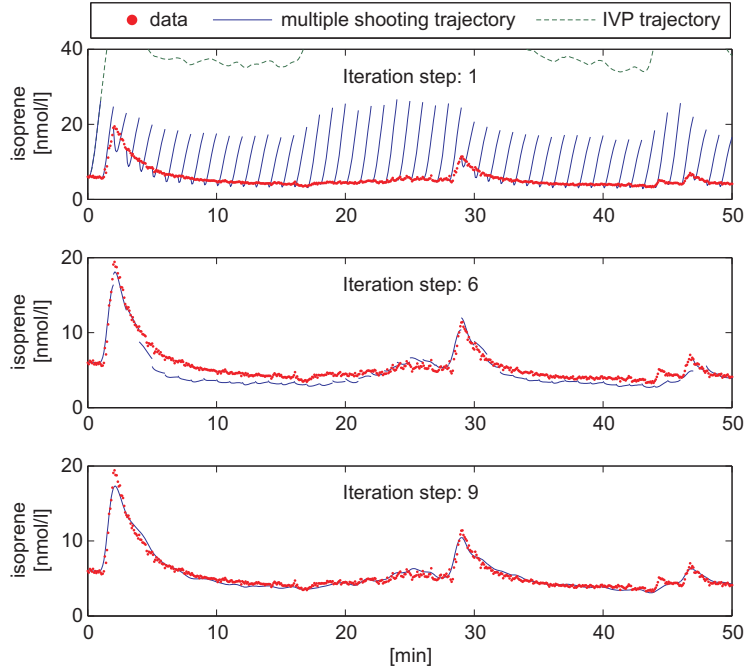 data multiple shooting trajectory IVP trajectory
40
Iteration step: 1
20
0
isoprene
[nmol/l]
0 10 20 30 40 50
20
Iteration step: 6
10
0
isoprene
[nmol/l]
0 10 20 30 40 50
20
Iteration step: 9
10
0
isoprene
[nmol/l]
0 10 20 30 40 50
[min]